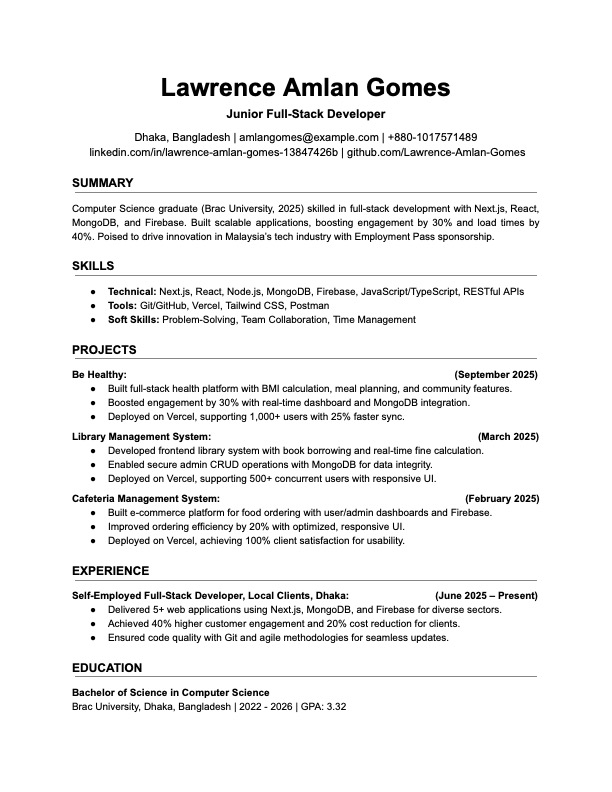 Lawrence Amlan Gomes
Junior Full-Stack Developer
Dhaka, Bangladesh | amlangomes@example.com | +880-1017571489
linkedin.com/in/lawrence-amlan-gomes-13847426b | github.com/Lawrence-Amlan-Gomes
SUMMARY
Computer Science graduate (Brac University, 2025) skilled in full-stack development with Next.js, React,
MongoDB, and Firebase. Built scalable applications, boosting engagement by 30% and load times by
40%. Poised to drive innovation in Malaysia's tech industry with Employment Pass sponsorship.
SKILLS
● Technical: Next.js, React, Node.js, MongoDB, Firebase, JavaScript/TypeScript, RESTful APIs
● Tools: Git/GitHub, Vercel, Tailwind CSS, Postman
● Soft Skills: Problem-Solving, Team Collaboration, Time Management
PROJECTS
Be Healthy: (September 2025)
● Built full-stack health platform with BMI calculation, meal planning, and community features.
● Boosted engagement by 30% with real-time dashboard and MongoDB integration.
● Deployed on Vercel, supporting 1,000+ users with 25% faster sync.
Library Management System: (March 2025)
● Developed frontend library system with book borrowing and real-time fine calculation.
● Enabled secure admin CRUD operations with MongoDB for data integrity.
● Deployed on Vercel, supporting 500+ concurrent users with responsive UI.
Cafeteria Management System: (February 2025)
● Built e-commerce platform for food ordering with user/admin dashboards and Firebase.
● Improved ordering efficiency by 20% with optimized, responsive UI.
● Deployed on Vercel, achieving 100% client satisfaction for usability.
EXPERIENCE
Self-Employed Full-Stack Developer, Local Clients, Dhaka: (June 2025 – Present)
● Delivered 5+ web applications using Next.js, MongoDB, and Firebase for diverse sectors.
● Achieved 40% higher customer engagement and 20% cost reduction for clients.
● Ensured code quality with Git and agile methodologies for seamless updates.
EDUCATION
Bachelor of Science in Computer Science
Brac University, Dhaka, Bangladesh | 2022 - 2026 | GPA: 3.32